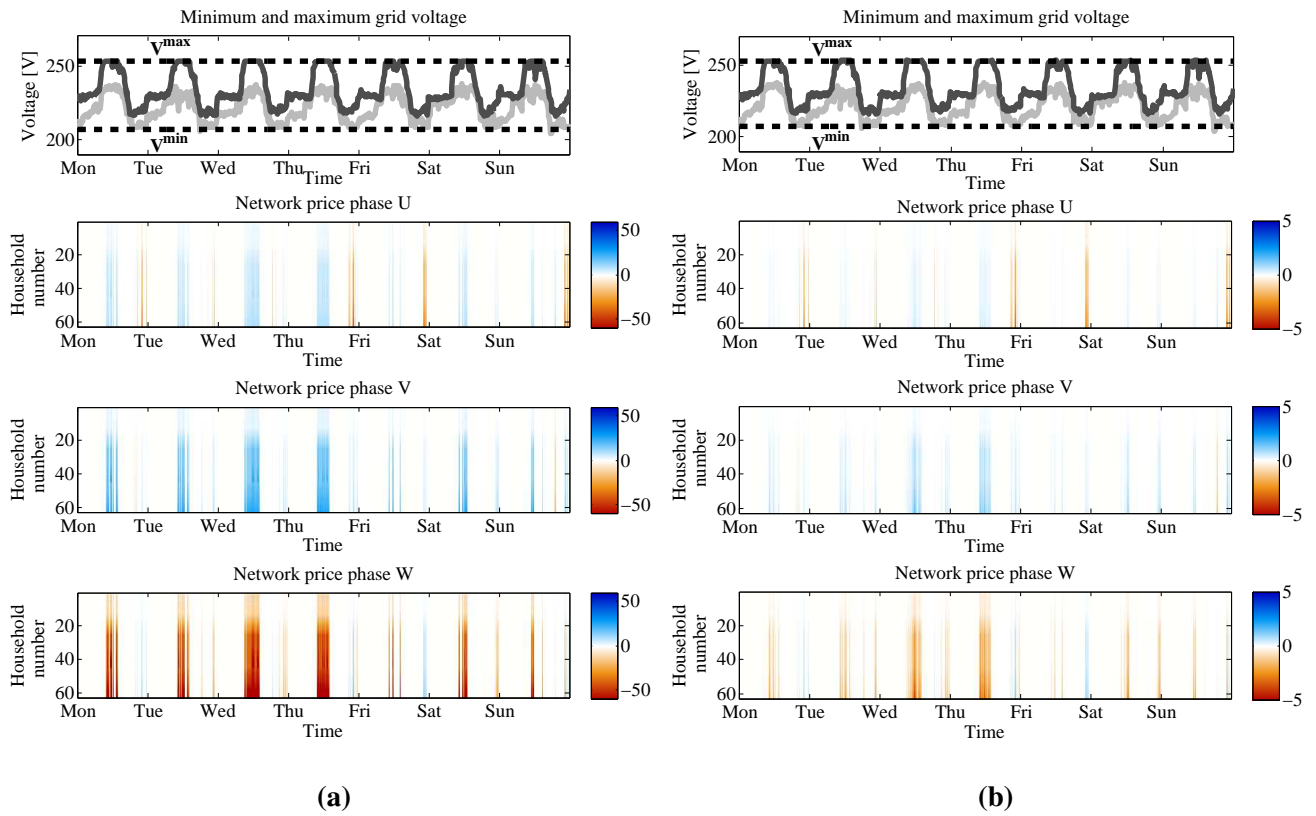 Minimum and maximum grid voltage
Voltage [V]
250
200
V^max
V^min
Mon Tue Wed Thu Fri Sat Sun
Time
Network price phase U
Household number
20
40
60
50
0
−50
Mon Tue Wed Thu Fri Sat Sun
Time
Network price phase V
Household number
20
40
60
50
0
−50
Mon Tue Wed Thu Fri Sat Sun
Time
Network price phase W
Household number
20
40
60
50
0
−50
Mon Tue Wed Thu Fri Sat Sun
Time
(a)
Minimum and maximum grid voltage
Voltage [V]
250
200
V^max
V^min
Mon Tue Wed Thu Fri Sat Sun
Time
Network price phase U
Household number
20
40
60
5
0
−5
Mon Tue Wed Thu Fri Sat Sun
Time
Network price phase V
Household number
20
40
60
5
0
−5
Mon Tue Wed Thu Fri Sat Sun
Time
Network price phase W
Household number
20
40
60
5
0
−5
Mon Tue Wed Thu Fri Sat Sun
Time
(b)